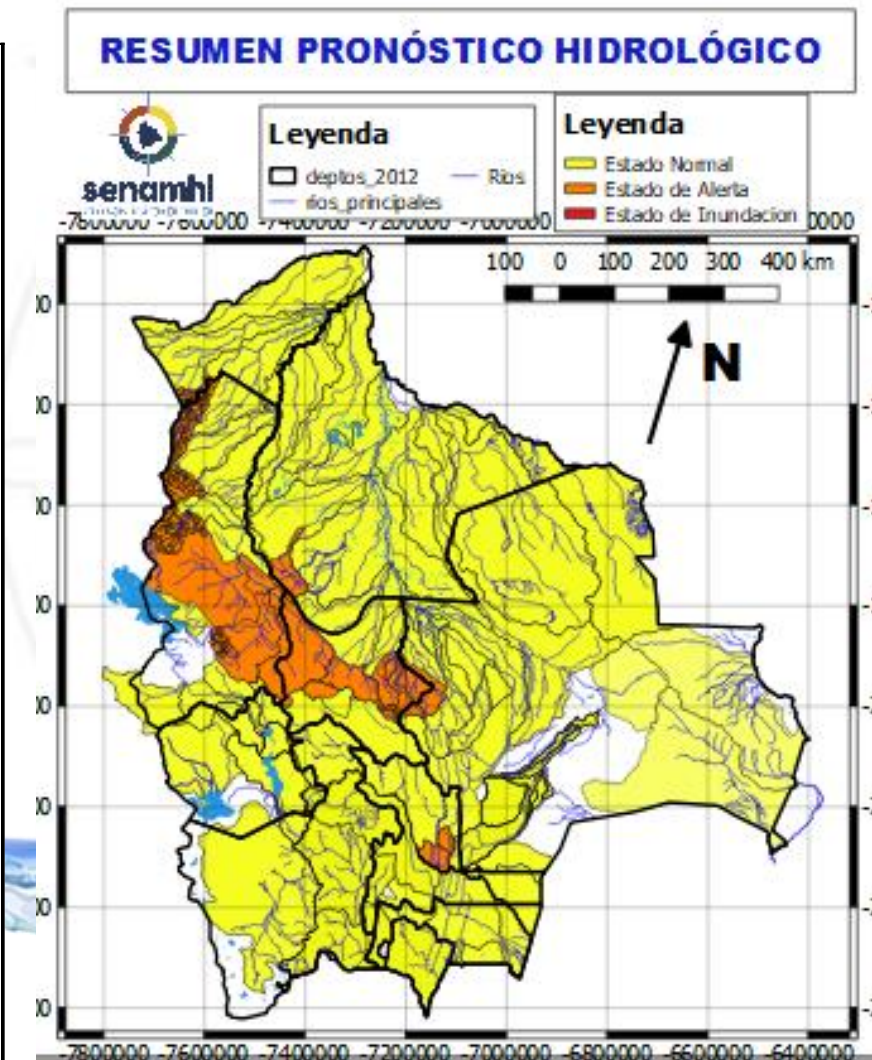 RESUMEN PRONÓSTICO HIDROLÓGICO
senamhi
Leyenda
deptos_2012
Rios
rios_principales
Leyenda
Estado Normal
Estado de Alerta
Estado de Inundacion
-7800000 -7600000 -7400000 -7200000 -7000000
100 0 100 200 300 400 km
N
-7800000 -7600000 -7400000 -7200000 -7000000 -6800000 -6600000 -6400000